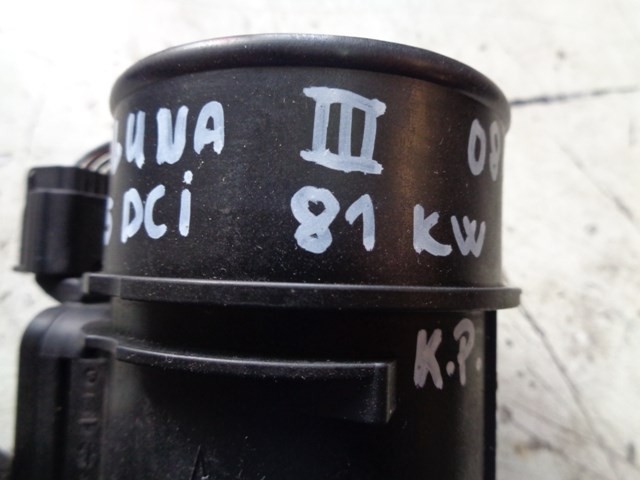 UNA III 08
DCi 81 KW
K.P.